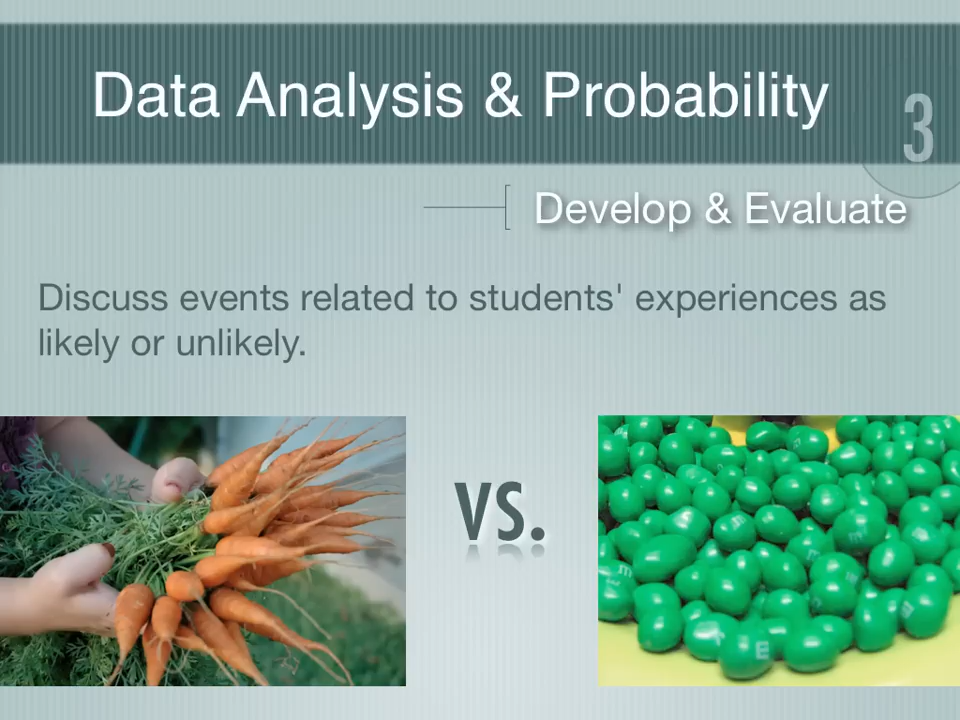 Data Analysis & Probability
3
Develop & Evaluate
Discuss events related to students' experiences as
likely or unlikely.
vs.